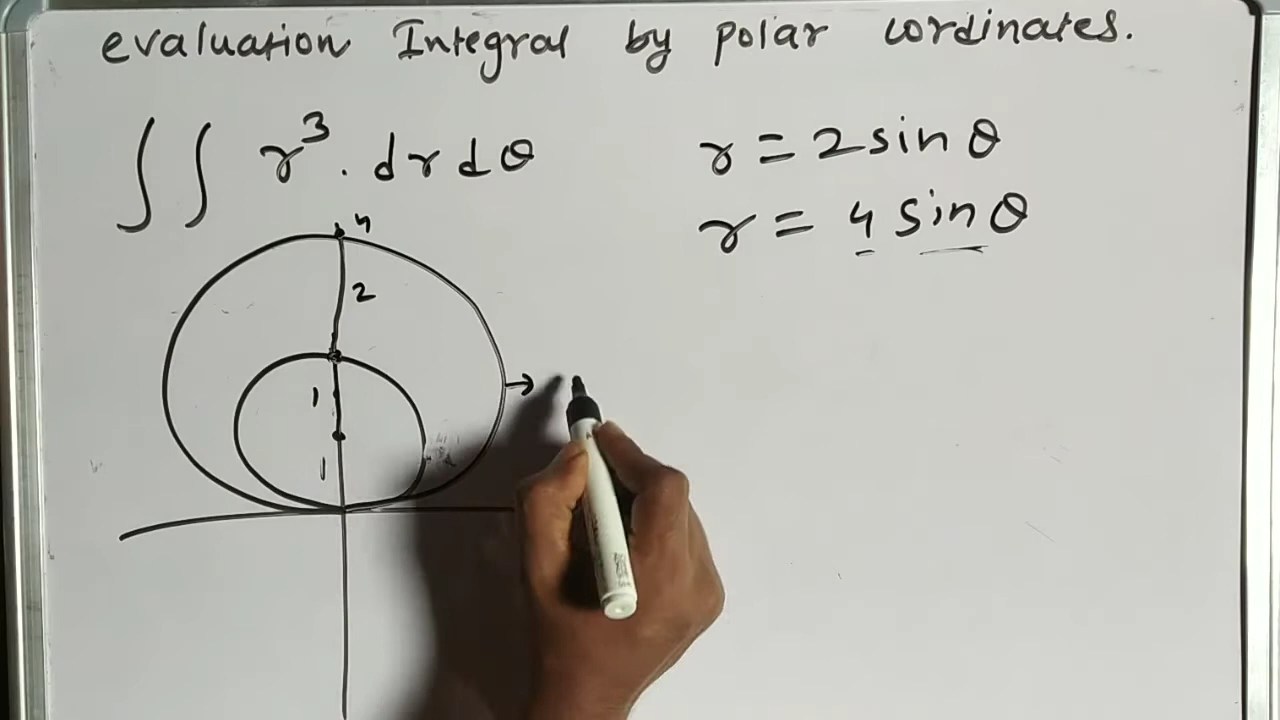 evaluation Integral by polar cordinates.
∫∫ r³ . dr dθ
r = 2 sin θ
r = 4 sin θ
4
2
1
1